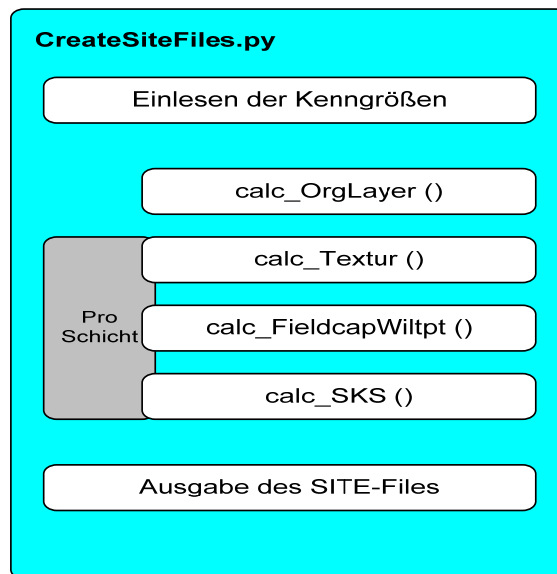 CreateSiteFiles.py
Einlesen der Kenngrößen
calc_OrgLayer ()
calc_Textur ()
Pro
Schicht
calc_FieldcapWiltpt ()
calc_SKS ()
Ausgabe des SITE-Files